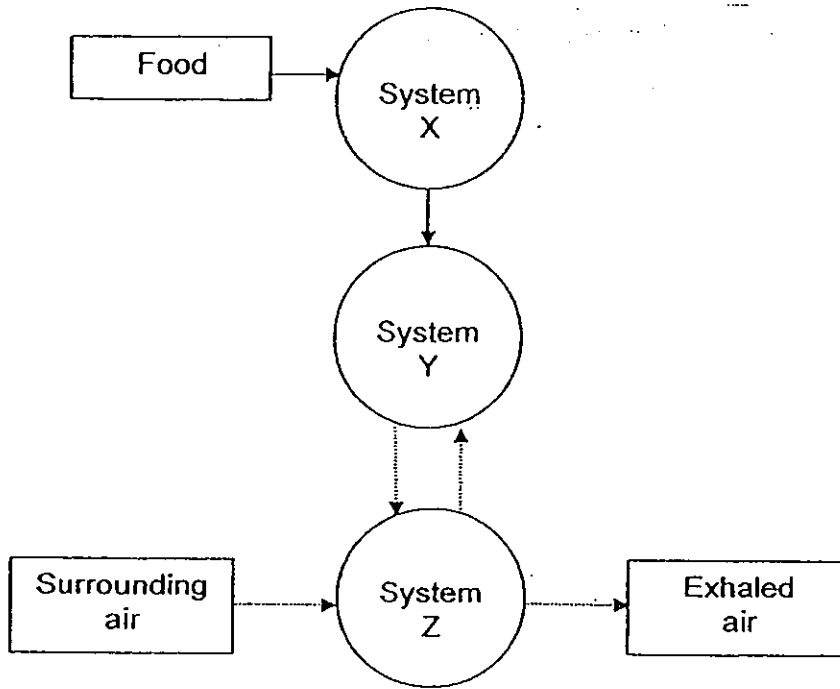 Food
System
X
System
Y
Surrounding
air
System
Z
Exhaled
air